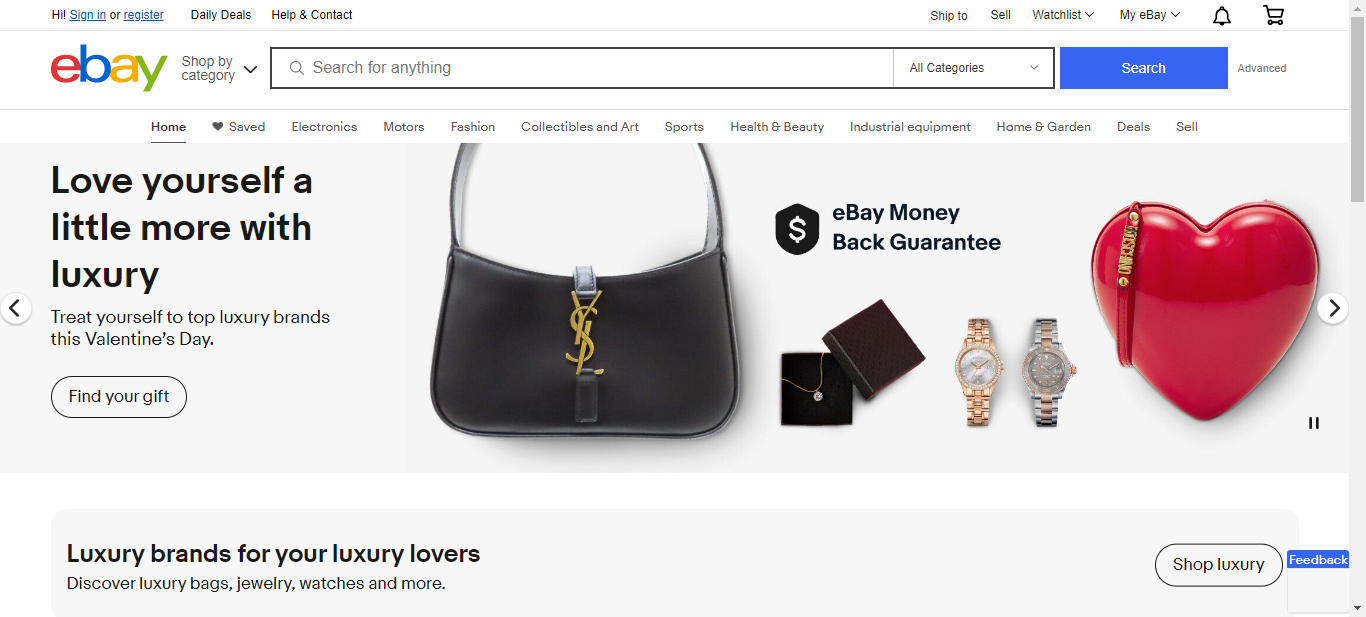 Hi! Sign in or register Daily Deals Help & Contact Ship to Sell Watchlist My eBay
ebay
Shop by
category
Search for anything
All Categories
Search
Advanced
Home Saved Electronics Motors Fashion Collectibles and Art Sports Health & Beauty Industrial equipment Home & Garden Deals Sell
Love yourself a
little more with
luxury
Treat yourself to top luxury brands
this Valentine's Day.
Find your gift
YSL
eBay Money
Back Guarantee
MOSCHINO
Luxury brands for your luxury lovers
Discover luxury bags, jewelry, watches and more.
Shop luxury
Feedback